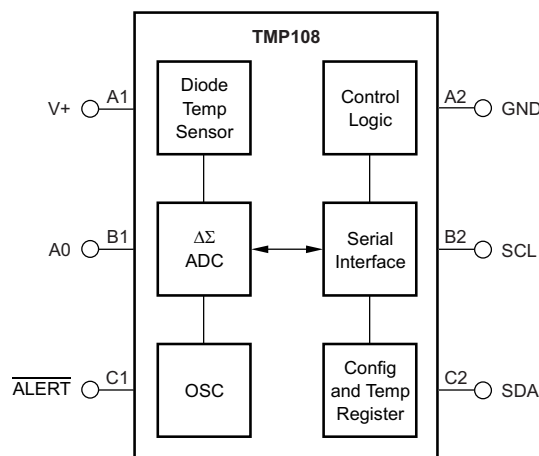 TMP108
V+ A1 Diode Temp Sensor Control Logic A2 GND
A0 B1 ΔΣ ADC Serial Interface B2 SCL
ALERT C1 OSC Config and Temp Register C2 SDA